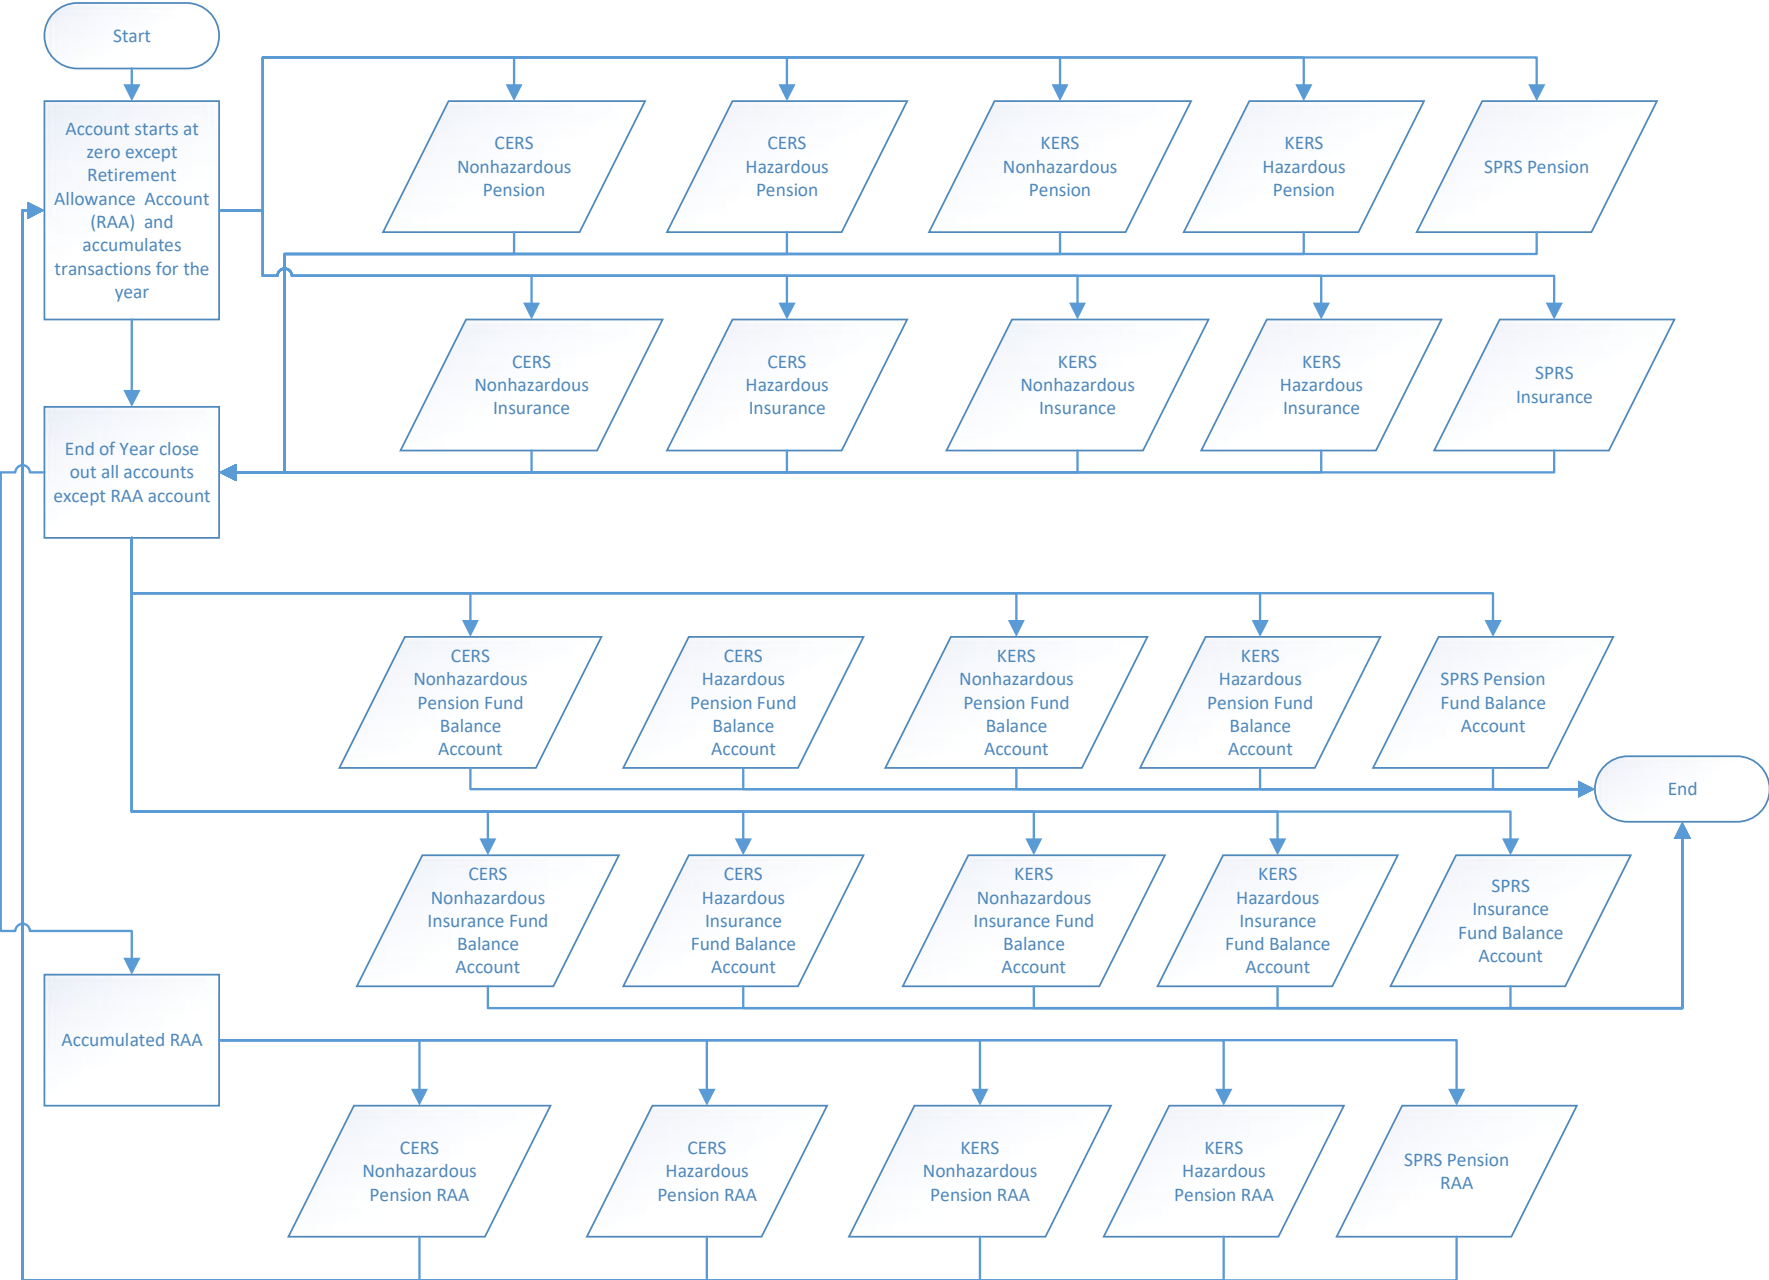 Start
Account starts at
zero except
Retirement
Allowance Account
(RAA) and
accumulates
transactions for the
year
CERS
Nonhazardous
Pension
CERS
Hazardous
Pension
KERS
Nonhazardous
Pension
KERS
Hazardous
Pension
SPRS Pension
CERS
Nonhazardous
Insurance
CERS
Hazardous
Insurance
KERS
Nonhazardous
Insurance
KERS
Hazardous
Insurance
SPRS
Insurance
End of Year close
out all accounts
except RAA account
CERS
Nonhazardous
Pension Fund
Balance
Account
CERS
Hazardous
Pension Fund
Balance
Account
KERS
Nonhazardous
Pension Fund
Balance
Account
KERS
Hazardous
Pension Fund
Balance
Account
SPRS Pension
Fund Balance
Account
End
CERS
Nonhazardous
Insurance Fund
Balance
Account
CERS
Hazardous
Insurance
Fund Balance
Account
KERS
Nonhazardous
Insurance Fund
Balance
Account
KERS
Hazardous
Insurance
Fund Balance
Account
SPRS
Insurance
Fund Balance
Account
Accumulated RAA
CERS
Nonhazardous
Pension RAA
CERS
Hazardous
Pension RAA
KERS
Nonhazardous
Pension RAA
KERS
Hazardous
Pension RAA
SPRS Pension
RAA